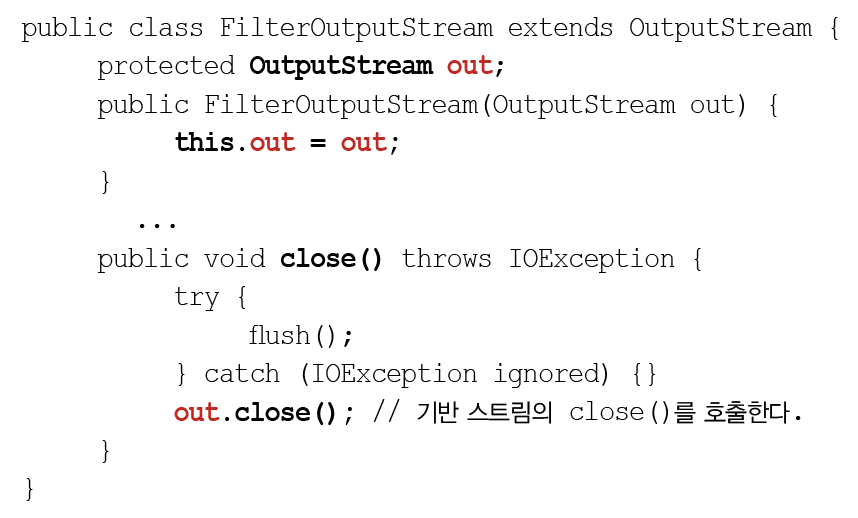 public class FilterOutputStream extends OutputStream {
protected OutputStream out;
public FilterOutputStream(OutputStream out) {
this.out = out;
}
...
public void close() throws IOException {
try {
flush();
} catch (IOException ignored) {}
out.close(); // 기반 스트림의 close()를 호출한다.
}
}